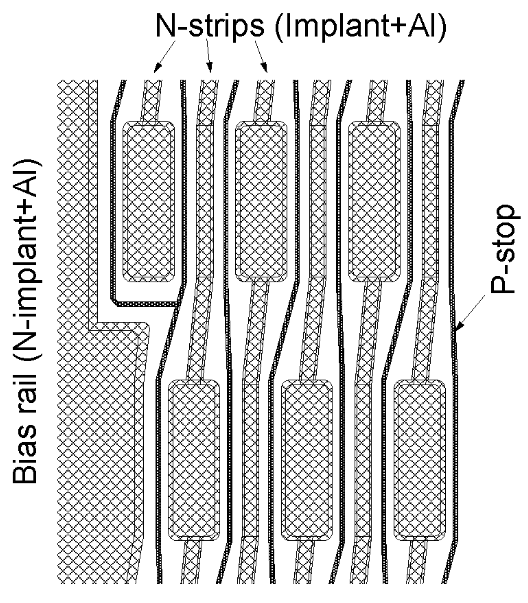 N-strips (Implant+Al)
Bias rail (N-implant+Al)
P-stop